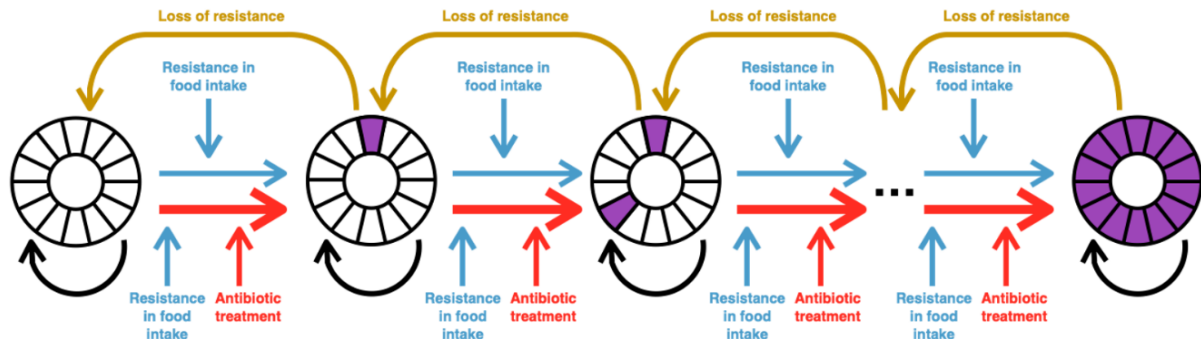 Loss of resistance
Loss of resistance
Loss of resistance
Loss of resistance
Resistance in
food intake
Resistance in
food intake
Resistance in
food intake
Resistance in
food intake
...
Resistance
in food
intake
Antibiotic
treatment
Resistance
in food
intake
Antibiotic
treatment
Resistance
in food
intake
Antibiotic
treatment
Resistance
in food
intake
Antibiotic
treatment